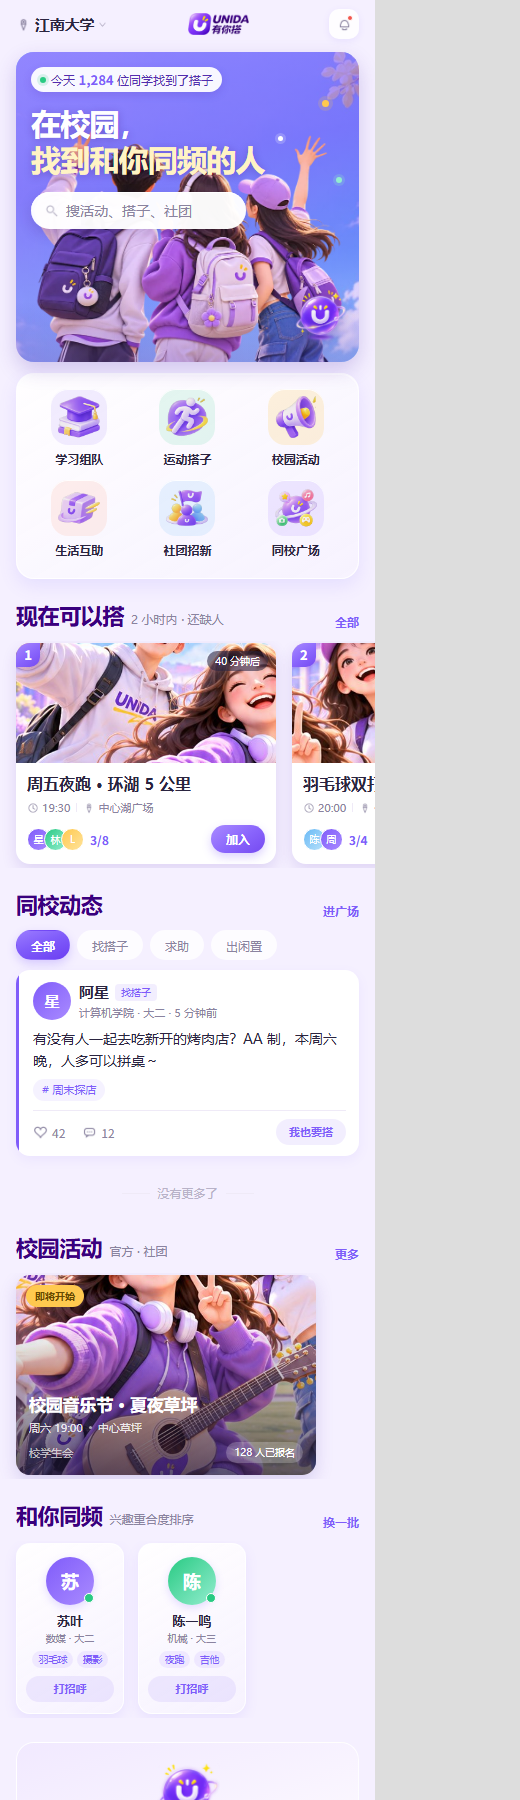 江南大学
UNIDA
有你搭
今天 1,284 位同学找到了搭子
在校园，
找到和你同频的人
搜活动、搭子、社团
学习组队
运动搭子
校园活动
生活互助
社团招新
同校广场
现在可以搭 2 小时内 · 还缺人 全部
1
40 分钟后
UNIDA
周五夜跑 • 环湖 5 公里
19:30 中心湖广场
星 林 L 3/8 加入
2
羽毛球双打
20:00
陈 周 3/4
同校动态 进广场
全部 找搭子 求助 出闲置
星 阿星 找搭子
计算机学院 · 大二 · 5 分钟前
有没有人一起去吃新开的烤肉店？AA 制，本周六
晚，人多可以拼桌～
# 周末探店
42 12 我也要搭
没有更多了
校园活动 官方 · 社团 更多
即将开始
校园音乐节 • 夏夜草坪
周六 19:00 • 中心草坪
校学生会 128 人已报名
和你同频 兴趣重合度排序 换一批
苏
苏叶
数媒 · 大二
羽毛球 摄影
打招呼
陈
陈一鸣
机械 · 大三
夜跑 吉他
打招呼